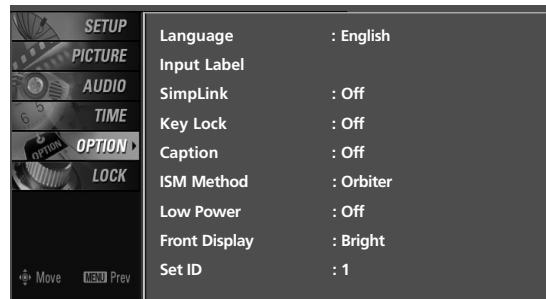 SETUP
PICTURE
AUDIO
TIME
OPTION
LOCK
Move MENU Prev
Language : English
Input Label
SimpLink : Off
Key Lock : Off
Caption : Off
ISM Method : Orbiter
Low Power : Off
Front Display : Bright
Set ID : 1